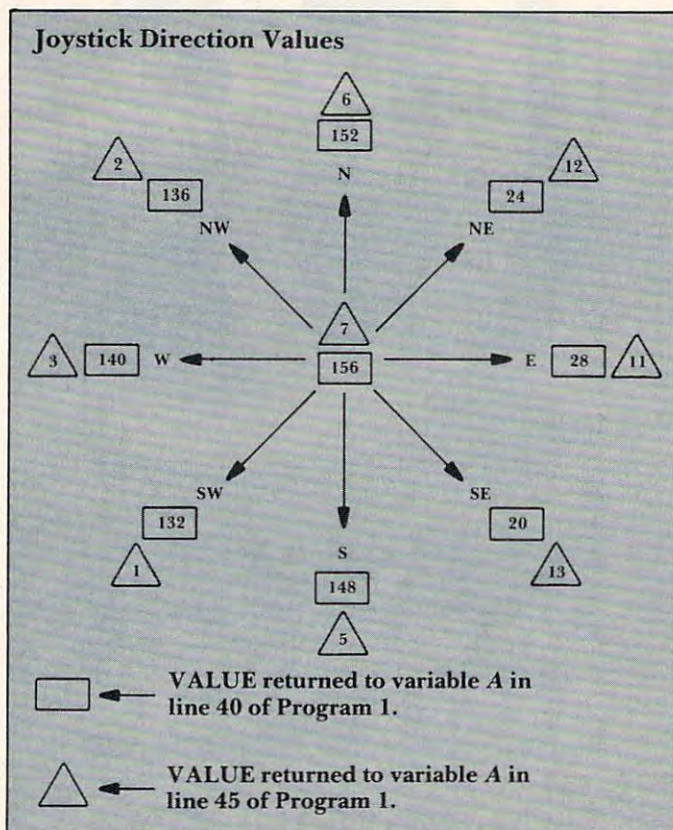 Joystick Direction Values
6
152
N
2
136
NW
12
24
NE
7
156
3
140
W
E
28
11
SW
132
1
SE
20
13
S
148
5
VALUE returned to variable A in
line 40 of Program 1.
VALUE returned to variable A in
line 45 of Program 1.